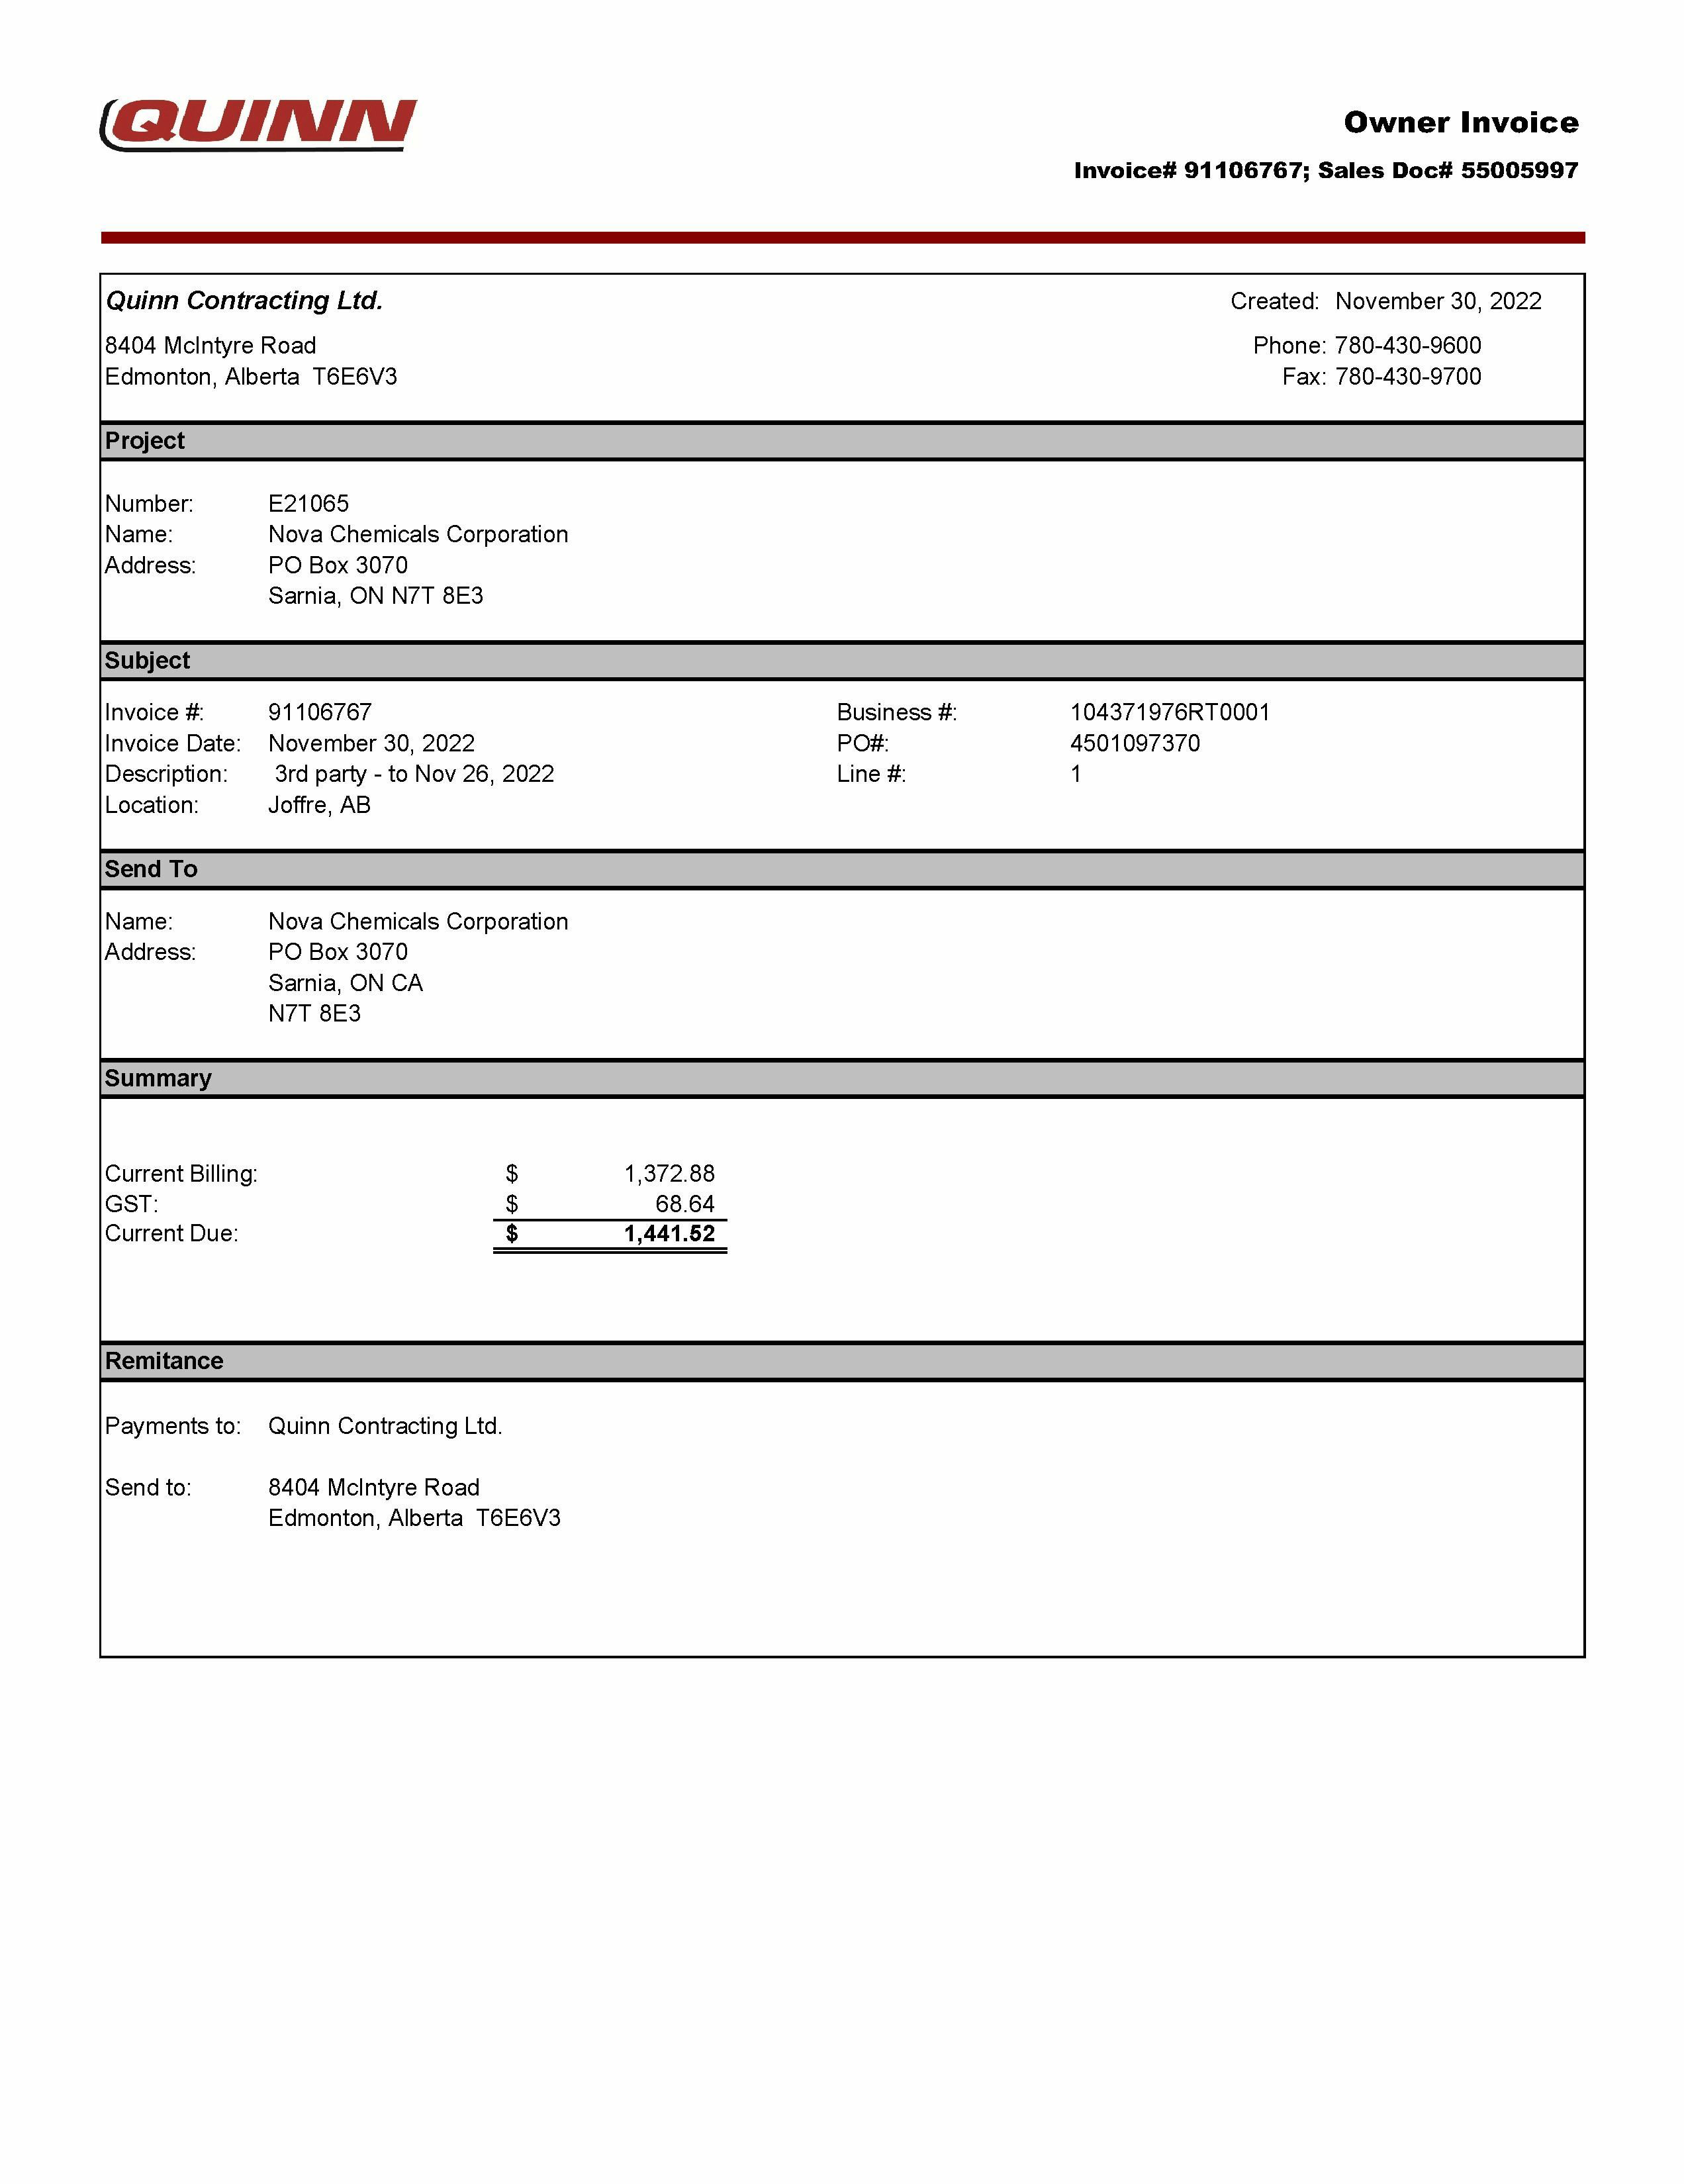 QUINN
Owner Invoice
Invoice# 91106767; Sales Doc# 55005997
Quinn Contracting Ltd. Created: November 30, 2022
8404 McIntyre Road Phone: 780-430-9600
Edmonton, Alberta T6E6V3 Fax: 780-430-9700
Project
Number: E21065
Name: Nova Chemicals Corporation
Address: PO Box 3070
Sarnia, ON N7T 8E3
Subject
Invoice #: 91106767 Business #: 104371976RT0001
Invoice Date: November 30, 2022 PO#: 4501097370
Description: 3rd party - to Nov 26, 2022 Line #: 1
Location: Joffre, AB
Send To
Name: Nova Chemicals Corporation
Address: PO Box 3070
Sarnia, ON CA
N7T 8E3
Summary
Current Billing: $ 1,372.88
GST: $ 68.64
Current Due: $ 1,441.52
Remitance
Payments to: Quinn Contracting Ltd.
Send to: 8404 McIntyre Road
Edmonton, Alberta T6E6V3